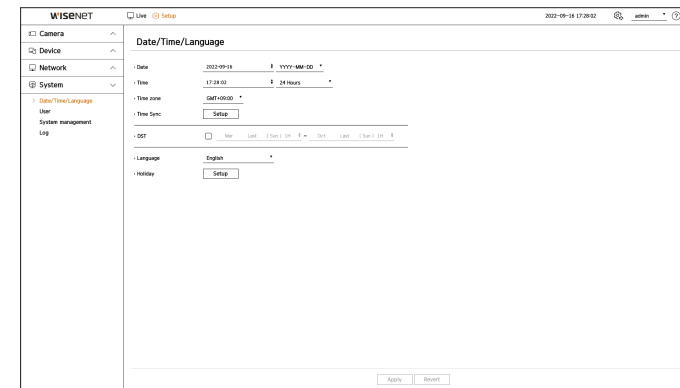 WISENET
Live Setup
2022-09-16 17:28:02
admin
Camera
Device
Network
System
Date/Time/Language
User
System management
Log
Date/Time/Language
Date 2022-09-16 YYYY-MM-DD
Time 17:28:02 24 Hours
Time zone GMT+09:00
Time Sync Setup
DST Mar Last (Sun) 1H ~ Oct Last (Sun) 1H
Language English
Holiday Setup
Apply Revert